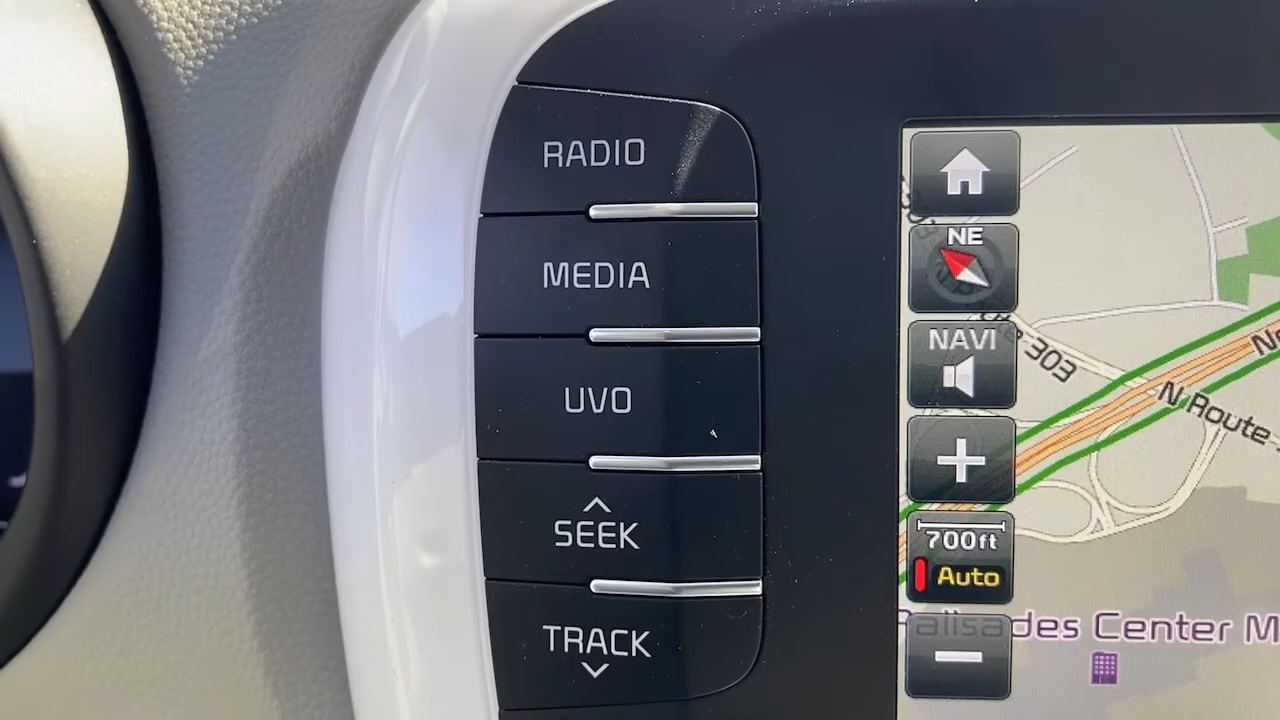 RADIO
MEDIA
UVO
SEEK
TRACK
NE
NAVI
303
N Route
700ft
Auto
Palisades Center M